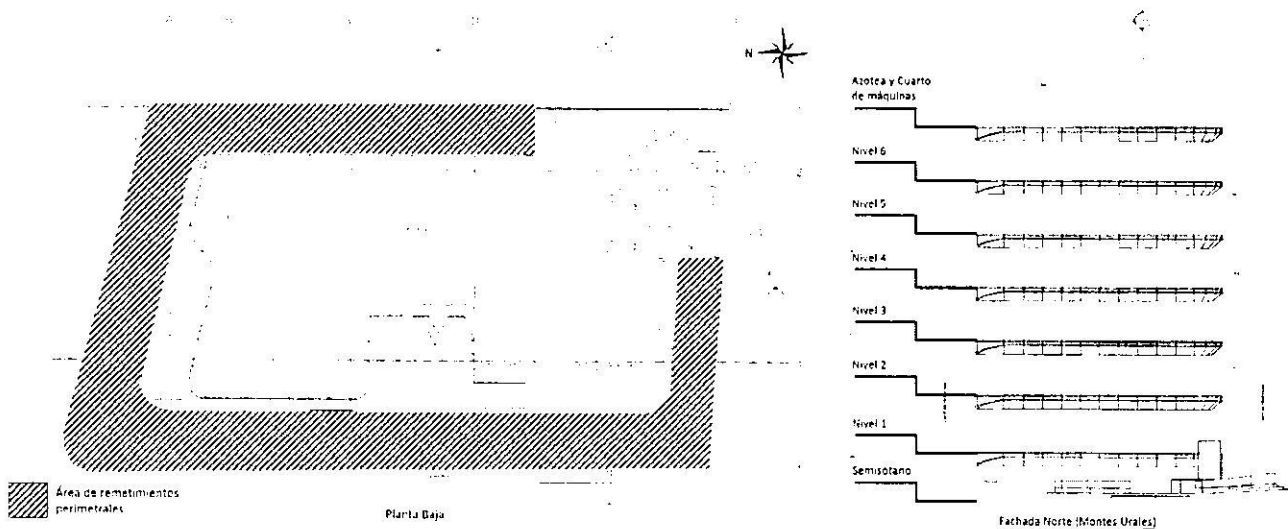 N
Área de remetimientos
perimetrales
Planta Baja
Azotea y Cuarto
de máquinas
Nivel 6
Nivel 5
Nivel 4
Nivel 3
Nivel 2
Nivel 1
Semisótano
Fachada Norte (Montes Urales)